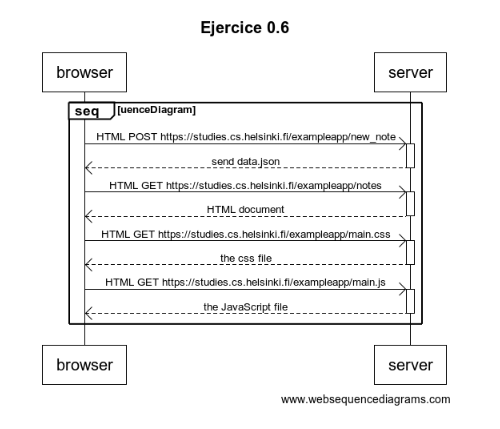 Ejercice 0.6
browser server
seq [uenceDiagram]
HTML POST https://studies.cs.helsinki.fi/exampleapp/new_note
send data.json
HTML GET https://studies.cs.helsinki.fi/exampleapp/notes
HTML document
HTML GET https://studies.cs.helsinki.fi/exampleapp/main.css
the css file
HTML GET https://studies.cs.helsinki.fi/exampleapp/main.js
the JavaScript file
browser server
www.websequencediagrams.com